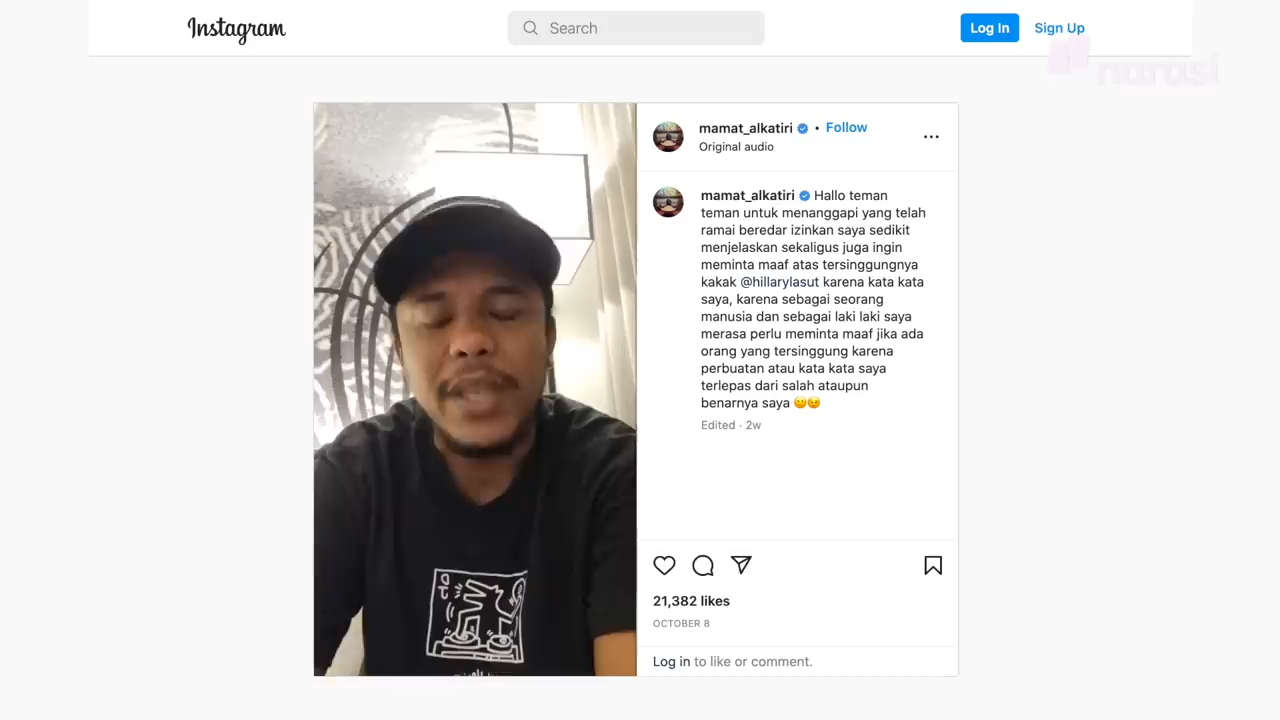 Instagram
Search
Log In
Sign Up
narasi
mamat_alkatiri • Follow
Original audio
mamat_alkatiri Hallo teman
teman untuk menanggapi yang telah
ramai beredar izinkan saya sedikit
menjelaskan sekaligus juga ingin
meminta maaf atas tersinggungnya
kakak @hillarylasut karena kata kata
saya, karena sebagai seorang
manusia dan sebagai laki laki saya
merasa perlu meminta maaf jika ada
orang yang tersinggung karena
perbuatan atau kata kata saya
terlepas dari salah ataupun
benarnya saya 😊😉
Edited · 2w
21,382 likes
OCTOBER 8
Log in to like or comment.